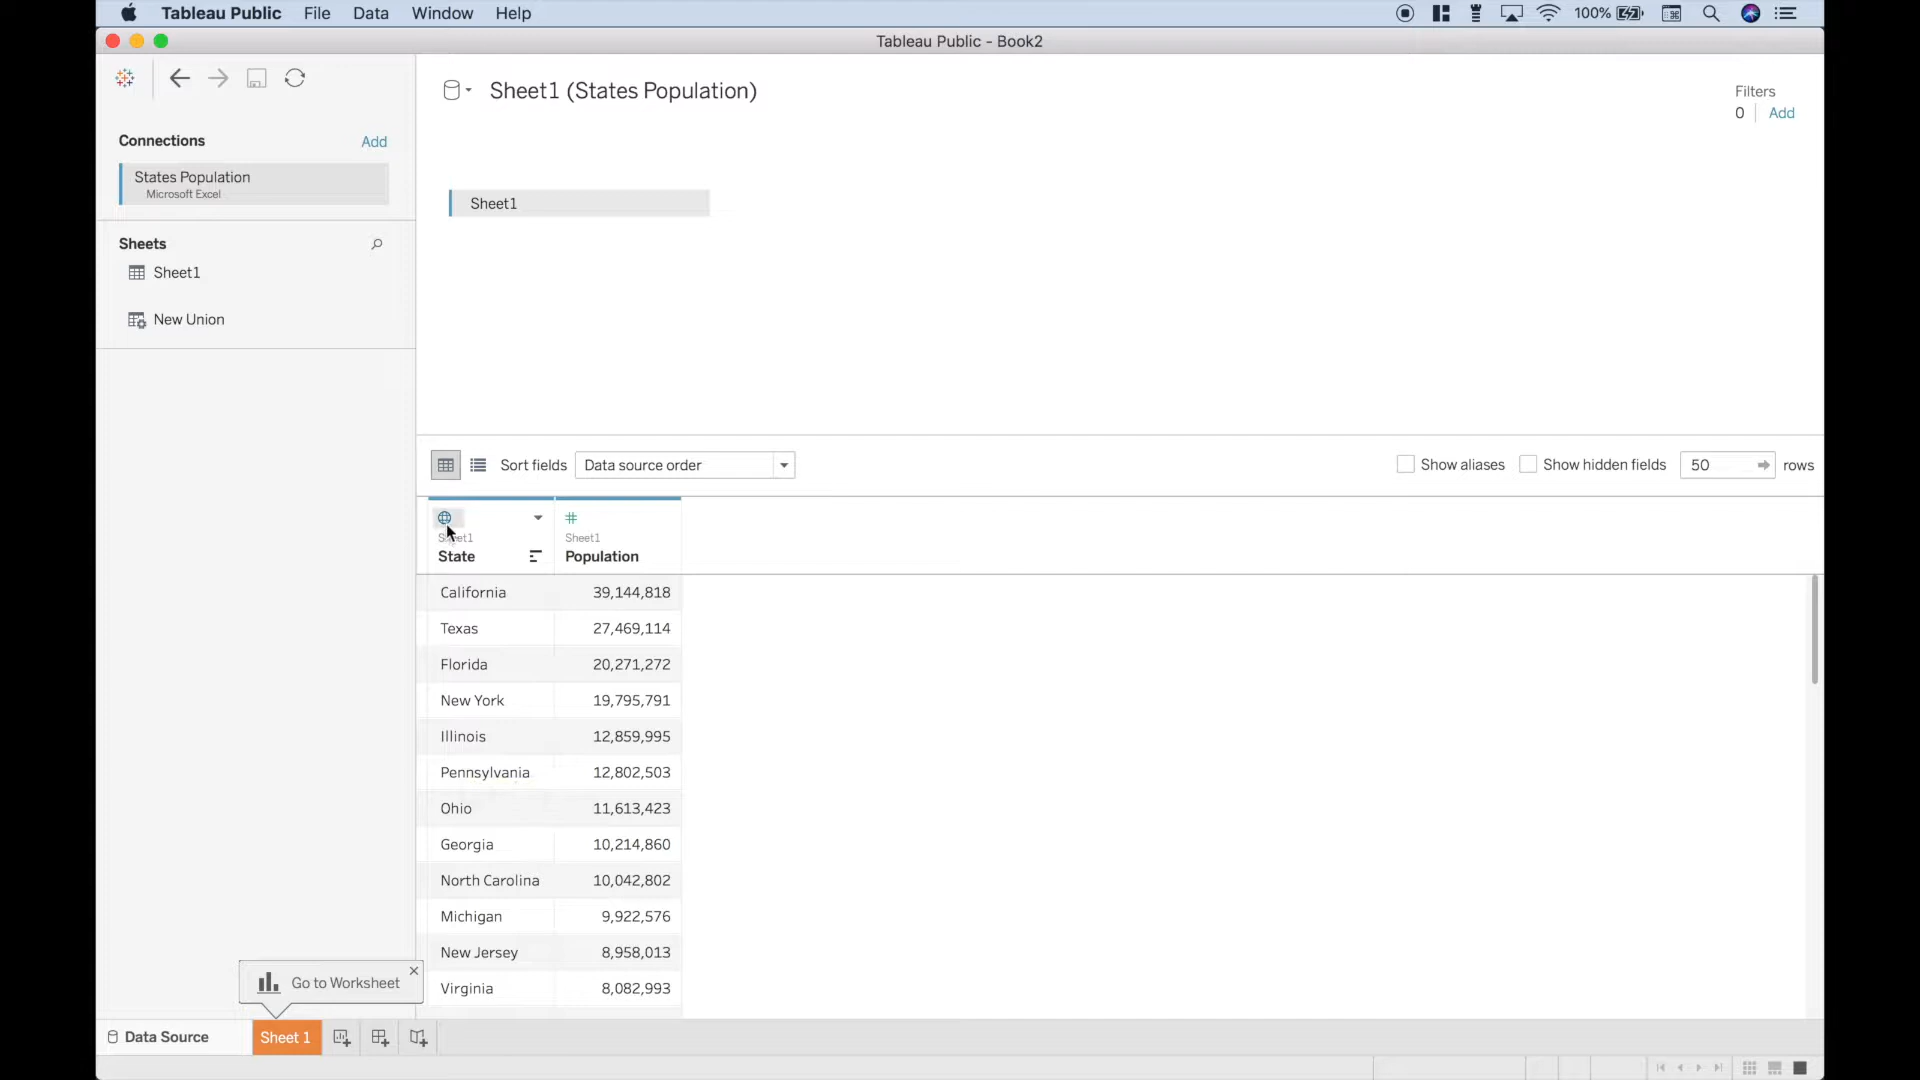 Tableau Public File Data Window Help 100%
Tableau Public - Book2
Sheet1 (States Population)
Filters
0 Add
Connections Add
States Population
Microsoft Excel
Sheet1
Sheets
Sheet1
New Union
Sort fields Data source order Show aliases Show hidden fields 50 rows
Sheet1 Sheet1
State Population
California 39,144,818
Texas 27,469,114
Florida 20,271,272
New York 19,795,791
Illinois 12,859,995
Pennsylvania 12,802,503
Ohio 11,613,423
Georgia 10,214,860
North Carolina 10,042,802
Michigan 9,922,576
New Jersey 8,958,013
Virginia 8,082,993
Go to Worksheet
Data Source Sheet 1